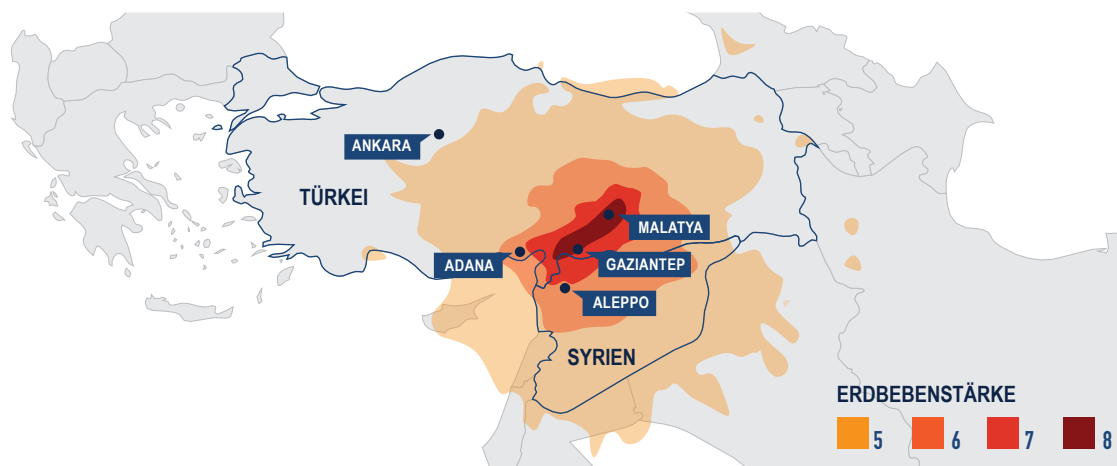 ANKARA
TÜRKEI
MALATYA
ADANA
GAZIANTEP
ALEPPO
SYRIEN
ERDBEBENSTÄRKE
5 6 7 8